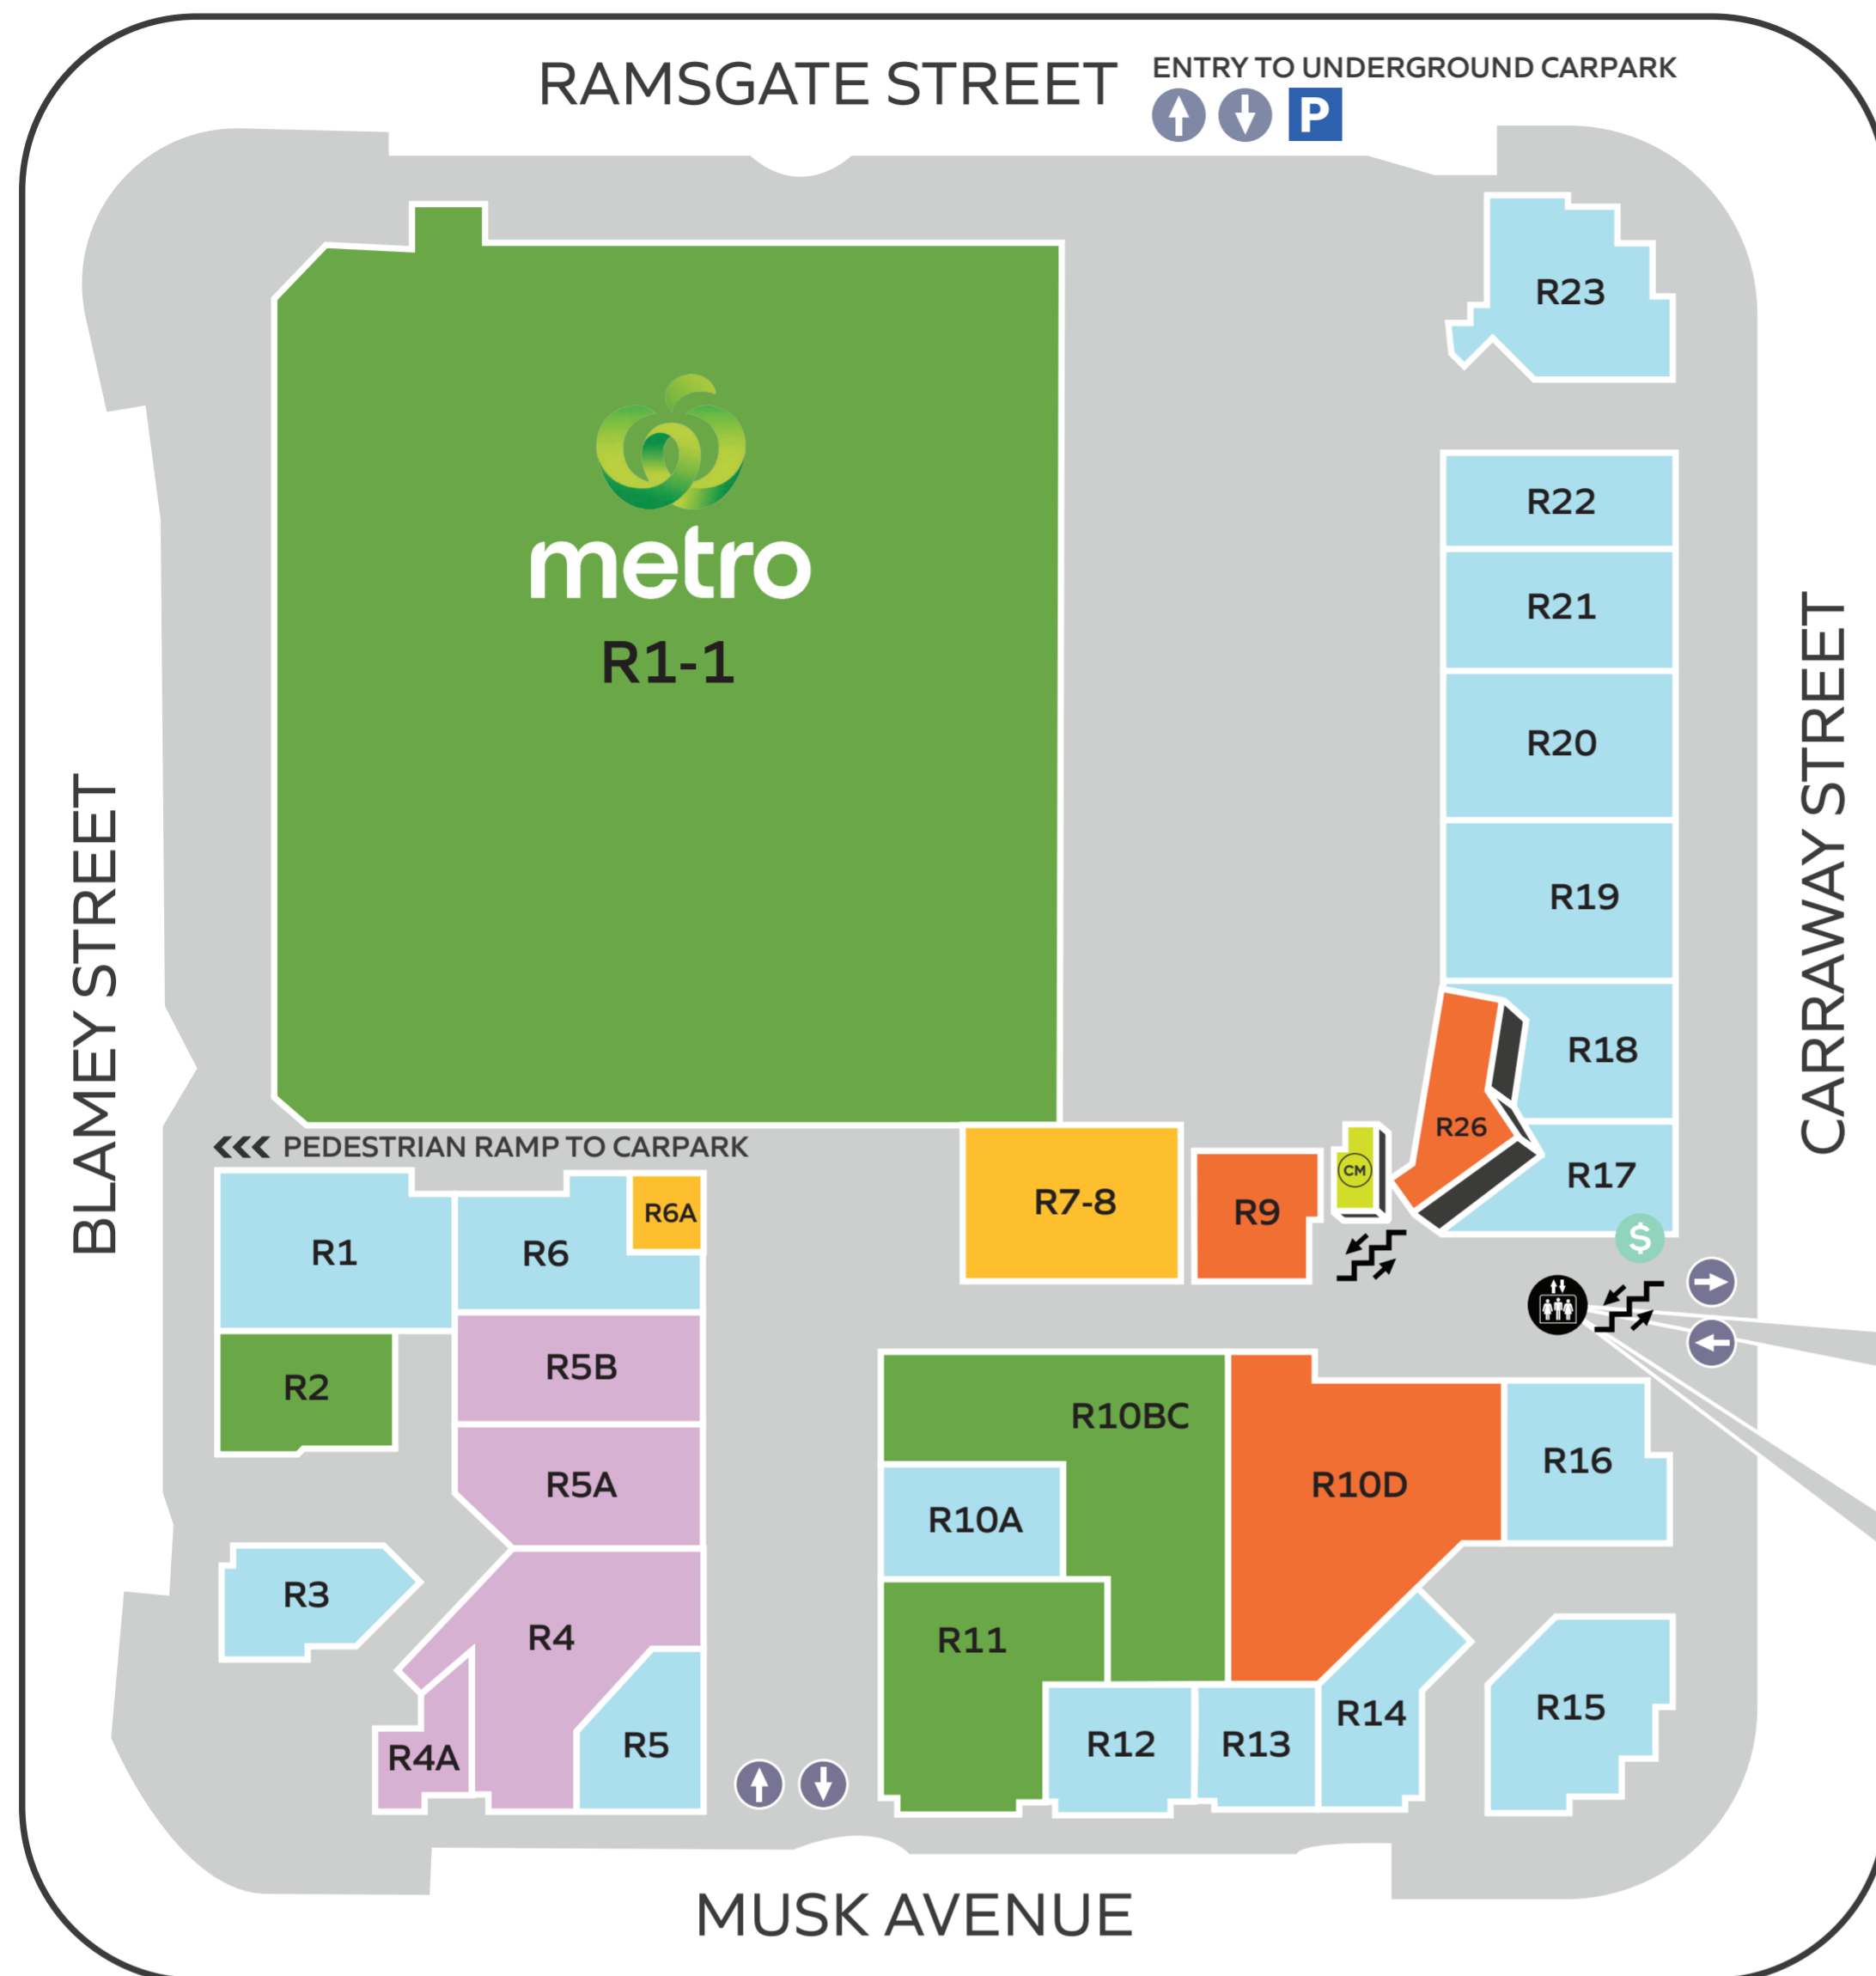 RAMSGATE STREET
ENTRY TO UNDERGROUND CARPARK
P
R23
metro
R1-1
R22
R21
R20
R19
R18
R26
R17
$
BLAMEY STREET
CARRAWAY STREET
PEDESTRIAN RAMP TO CARPARK
R1
R6
R6A
R7-8
R9
CM
R2
R5B
R5A
R10BC
R10A
R10D
R16
R3
R4
R11
R4A
R5
R12
R13
R14
R15
MUSK AVENUE